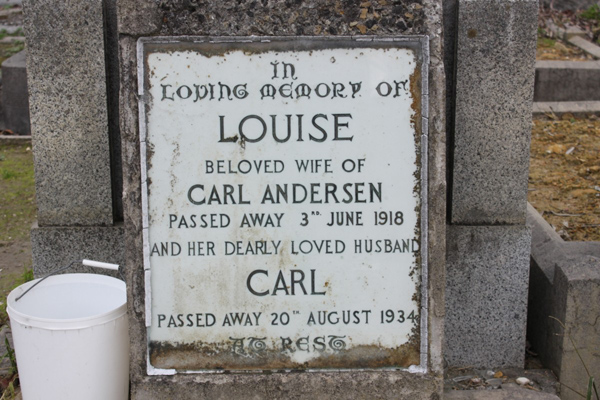 In
Loving memory of
LOUISE
BELOVED WIFE OF
CARL ANDERSEN
PASSED AWAY 3RD JUNE 1918
AND HER DEARLY LOVED HUSBAND
CARL
PASSED AWAY 20TH AUGUST 1934
At Rest